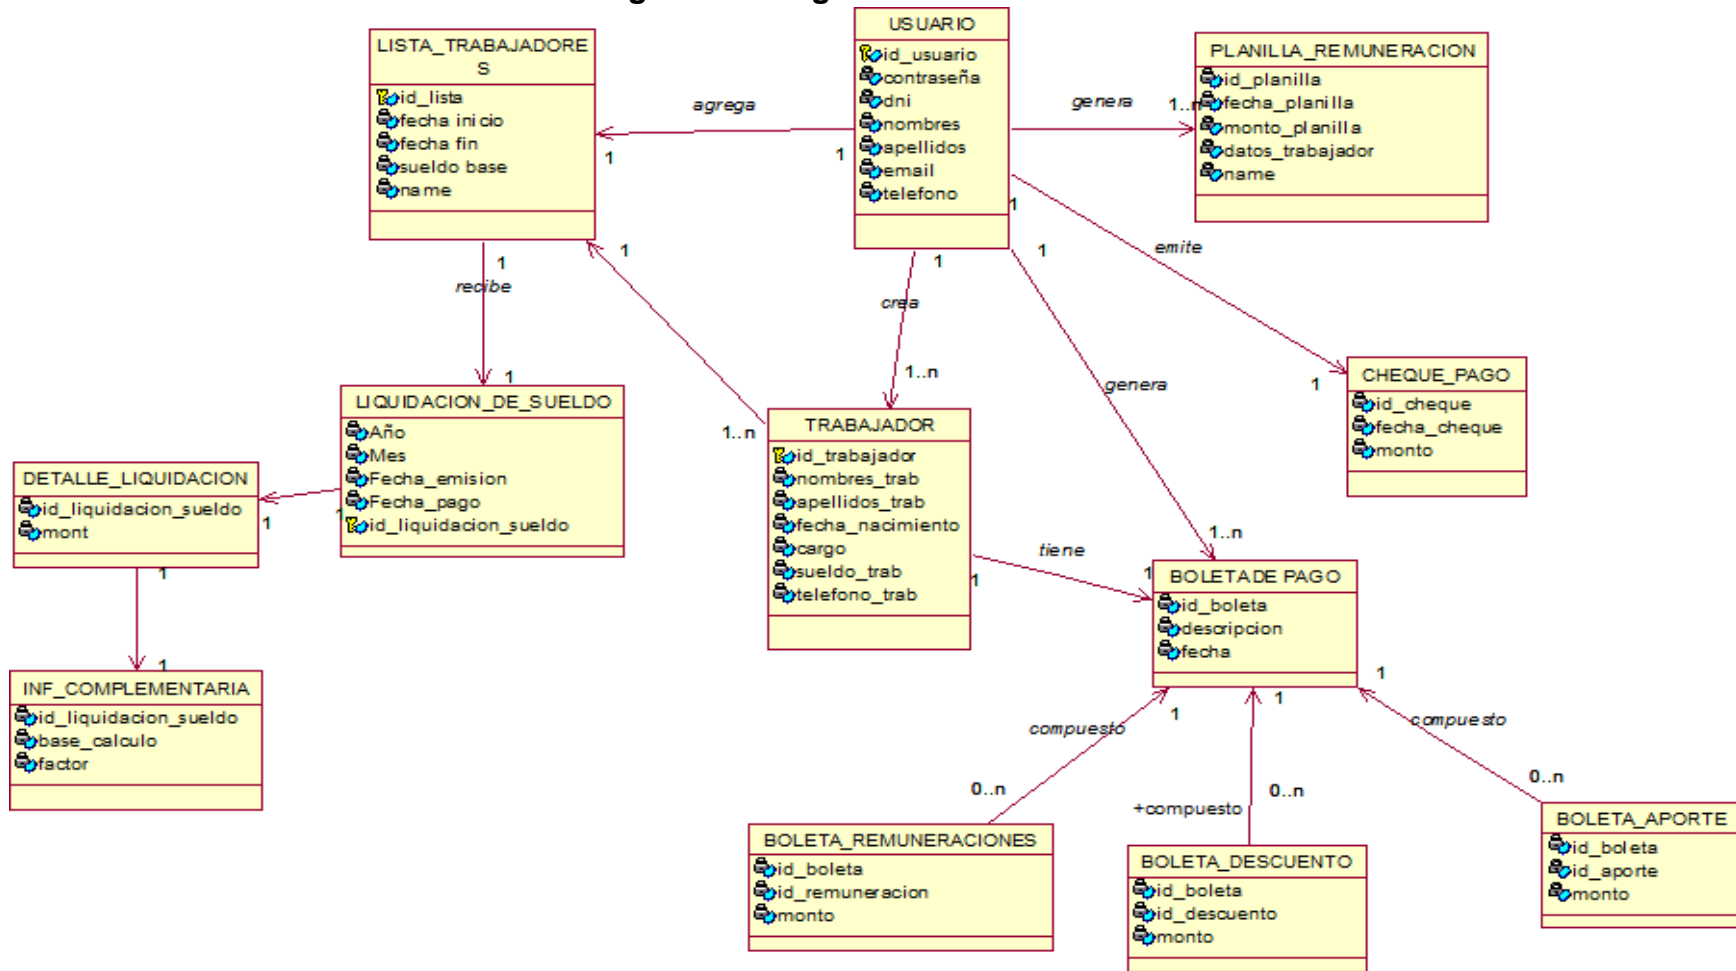 LISTA_TRABAJADORE
S
id_lista
fecha inicio
fecha fin
sueldo base
name
agrega
1
1
USUARIO
id_usuario
contraseña
dni
nombres
apellidos
email
telefono
genera
1..n
1
PLANILLA_REMUNERACION
id_planilla
fecha_planilla
monto_planilla
datos_trabajador
name
emite
1
1
recibe
1
1
1
1..n
crea
1
1..n
genera
1..n
CHEQUE_PAGO
id_cheque
fecha_cheque
monto
LIQUIDACION_DE_SUELDO
Año
Mes
Fecha_emision
Fecha_pago
id_liquidacion_sueldo
1
1
DETALLE_LIQUIDACION
id_liquidacion_sueldo
mont
1
1
INF_COMPLEMENTARIA
id_liquidacion_sueldo
base_calculo
factor
TRABAJADOR
id_trabajador
nombres_trab
apellidos_trab
fecha_nacimiento
cargo
sueldo_trab
telefono_trab
tiene
1
1
BOLETADE PAGO
id_boleta
descripcion
fecha
1
1
1
compuesto
0..n
+compuesto
0..n
compuesto
0..n
BOLETA_REMUNERACIONES
id_boleta
id_remuneracion
monto
BOLETA_DESCUENTO
id_boleta
id_descuento
monto
BOLETA_APORTE
id_boleta
id_aporte
monto